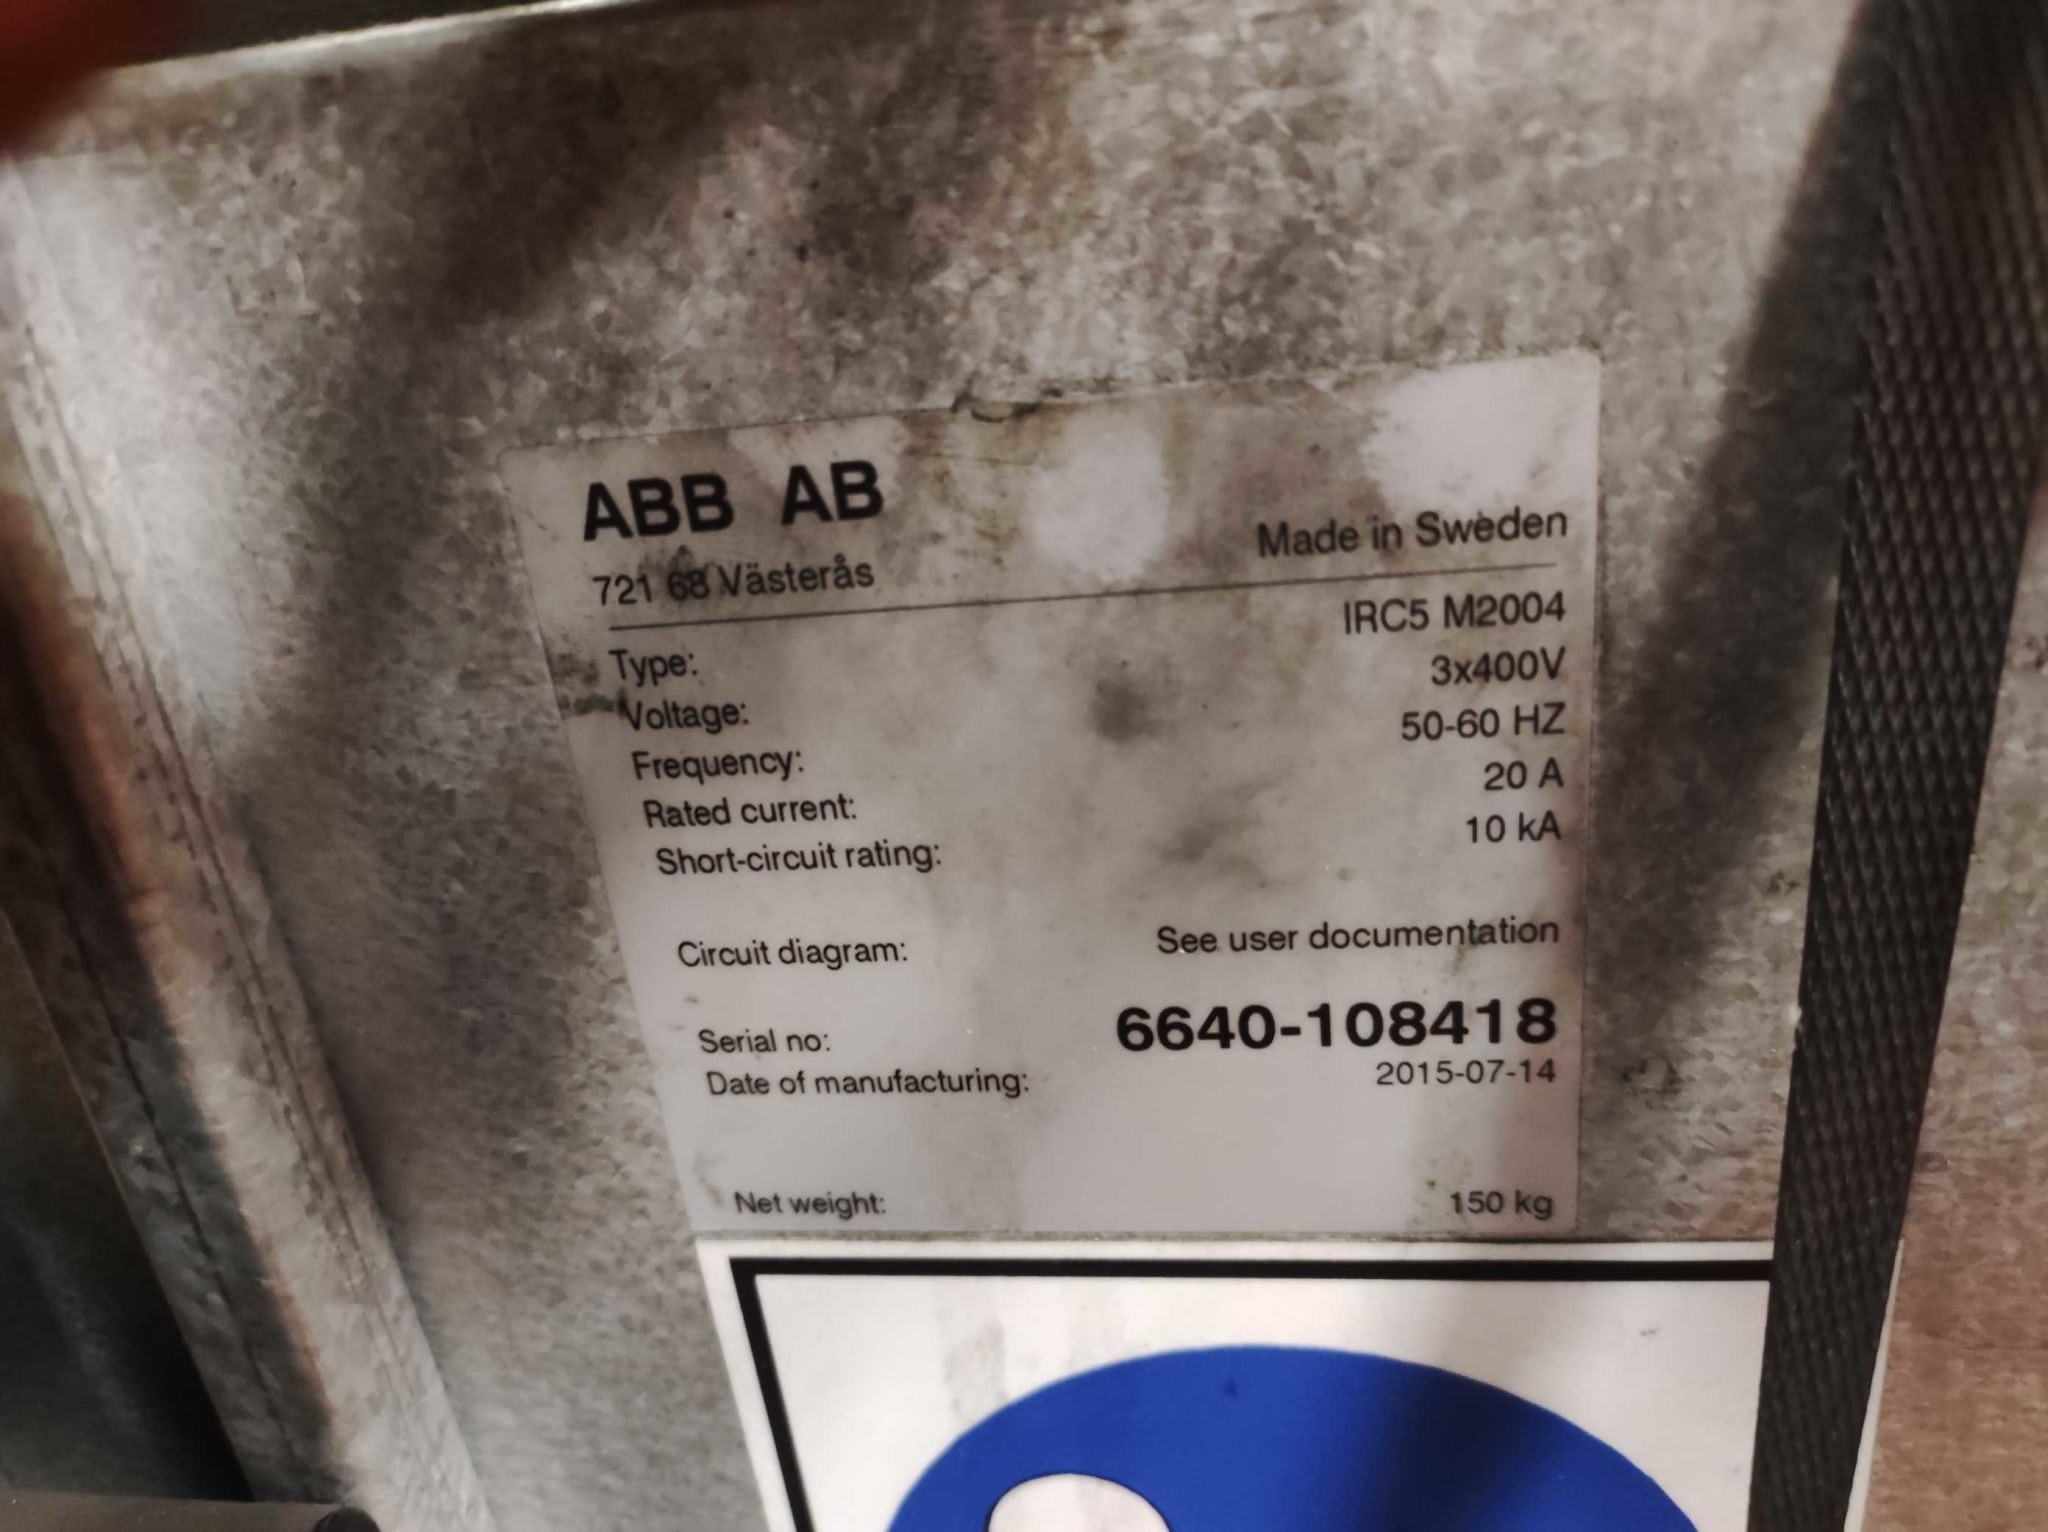 ABB AB
721 68 Västerås
Made in Sweden
Type: IRC5 M2004
Voltage: 3x400V
Frequency: 50-60 HZ
Rated current: 20 A
Short-circuit rating: 10 kA
Circuit diagram: See user documentation
Serial no: 6640-108418
Date of manufacturing: 2015-07-14
Net weight: 150 kg